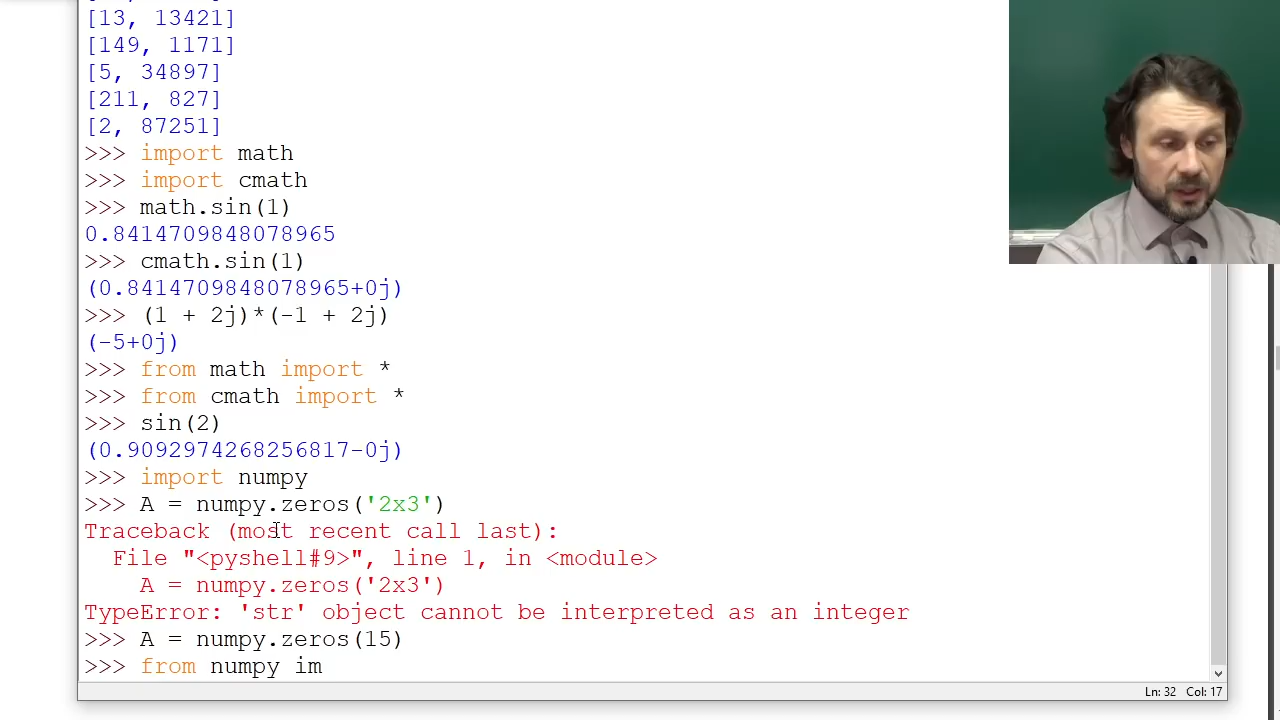 [13, 13421]
[149, 1171]
[5, 34897]
[211, 827]
[2, 87251]
>>> import math
>>> import cmath
>>> math.sin(1)
0.8414709848078965
>>> cmath.sin(1)
(0.8414709848078965+0j)
>>> (1 + 2j)*(-1 + 2j)
(-5+0j)
>>> from math import *
>>> from cmath import *
>>> sin(2)
(0.9092974268256817-0j)
>>> import numpy
>>> A = numpy.zeros('2x3')
Traceback (most recent call last):
  File "<pyshell#9>", line 1, in <module>
    A = numpy.zeros('2x3')
TypeError: 'str' object cannot be interpreted as an integer
>>> A = numpy.zeros(15)
>>> from numpy im
Ln: 32 Col: 17